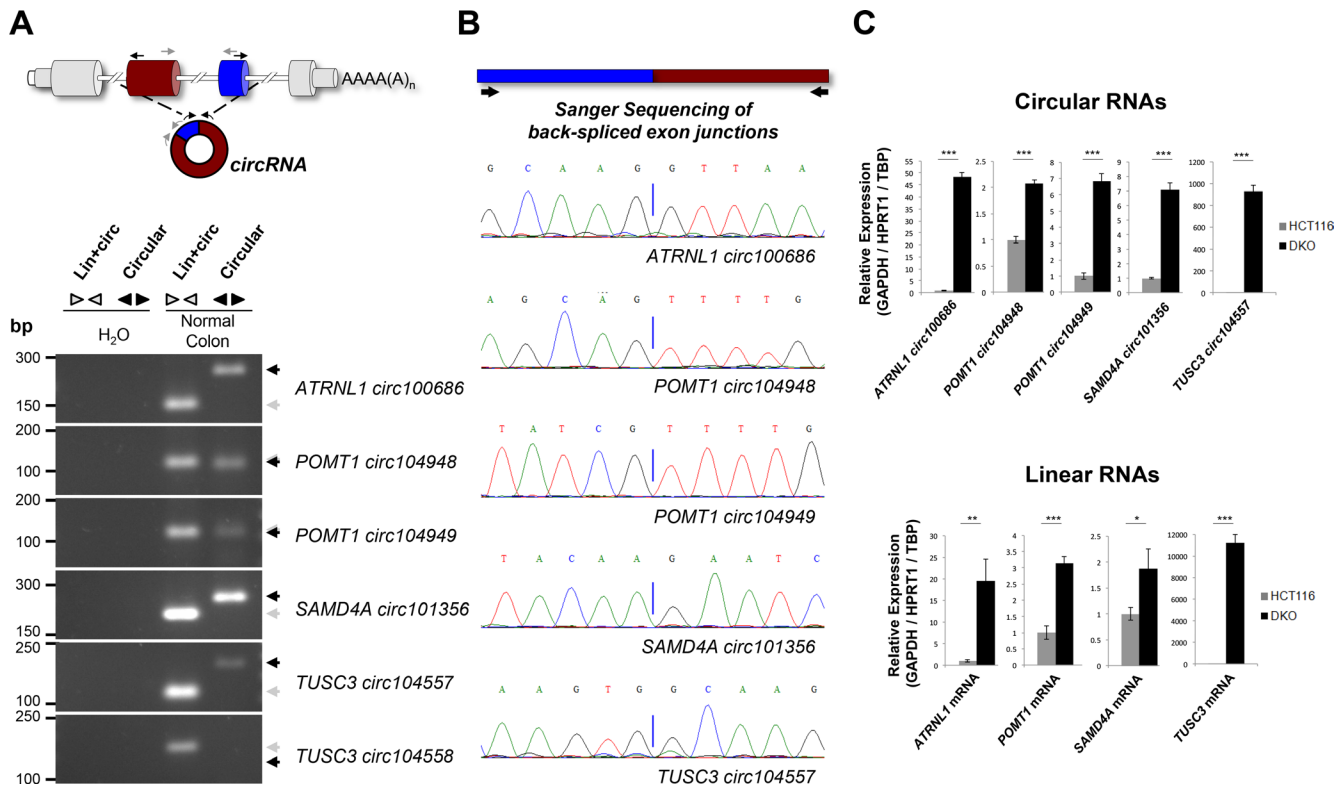 A
AAAA(A)n
circRNA
Lin+circ
Circular
Lin+circ
Circular
bp
H2O
Normal
Colon
300
150
ATRNL1 circ100686
200
100
POMT1 circ104948
200
100
POMT1 circ104949
300
150
SAMD4A circ101356
250
100
TUSC3 circ104557
250
100
TUSC3 circ104558
B
Sanger Sequencing of
back-spliced exon junctions
G C A A G G T T A A
ATRNL1 circ100686
A G C A G T T T T G
POMT1 circ104948
T A T C G T T T T G
POMT1 circ104949
T A C A A G A A T C
SAMD4A circ101356
A A G T G G C A A G
TUSC3 circ104557
C
Circular RNAs
Relative Expression
(GAPDH / HPRT1 / TBP)
***
55
50
45
40
35
30
25
20
15
10
5
0
ATRNL1 circ100686
***
2.5
2
1.5
1
0.5
0
POMT1 circ104948
***
8
7
6
5
4
3
2
1
0
POMT1 circ104949
***
9
8
7
6
5
4
3
2
1
0
SAMD4A circ101356
***
1200
1000
800
600
400
200
0
TUSC3 circ104557
HCT116
DKO
Linear RNAs
Relative Expression
(GAPDH / HPRT1 / TBP)
**
30
25
20
15
10
5
0
ATRNL1 mRNA
***
4
3.5
3
2.5
2
1.5
1
0.5
0
POMT1 mRNA
*
2.5
2
1.5
1
0.5
0
SAMD4A mRNA
***
12000
10000
8000
6000
4000
2000
0
TUSC3 mRNA
HCT116
DKO